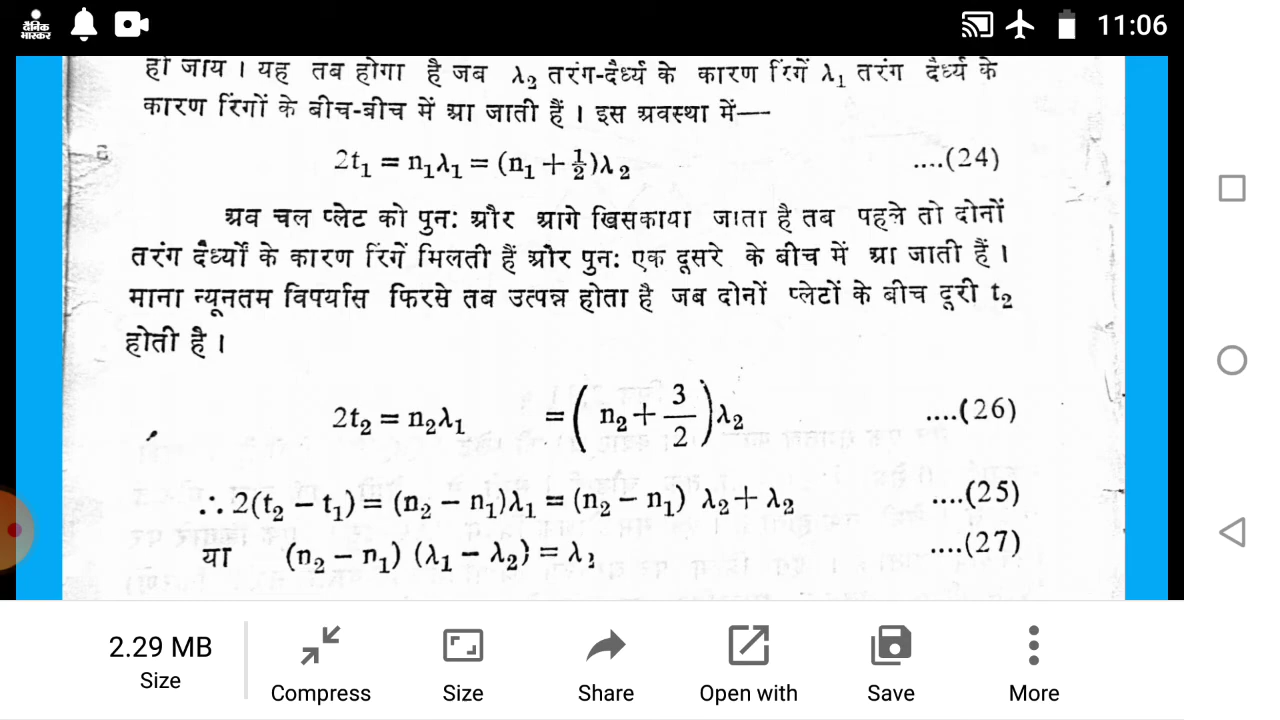 दैनिक भास्कर 11:06
हो जाय । यह तब होगा है जब λ₂ तरंग-दैर्ध्य के कारण रिंगें λ₁ तरंग दैर्ध्य के
कारण रिंगों के बीच-बीच में आ जाती हैं । इस अवस्था में—
2t₁ = n₁λ₁ = (n₁ + ½)λ₂ ....(24)
अब चल प्लेट को पुनः और आगे खिसकाया जाता है तब पहले तो दोनों
तरंग दैर्ध्यों के कारण रिंगें मिलती हैं और पुनः एक दूसरे के बीच में आ जाती हैं ।
माना न्यूनतम विपर्यास फिरसे तब उत्पन्न होता है जब दोनों प्लेटों के बीच दूरी t₂
होती है ।
2t₂ = n₂λ₁ = ( n₂ + 3/2 ) λ₂ ....(26)
∴ 2(t₂ – t₁) = (n₂ – n₁)λ₁ = (n₂ – n₁) λ₂ + λ₂ ....(25)
या (n₂ – n₁) (λ₁ – λ₂) = λ₂ ....(27)
2.29 MB
Size Compress Size Share Open with Save More